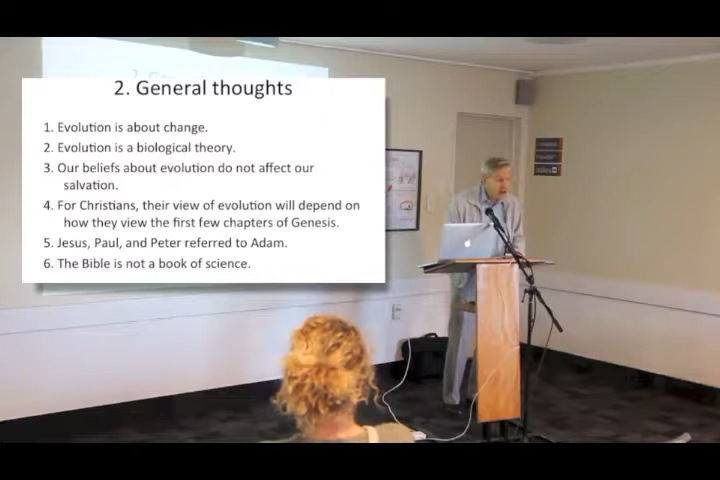 2. General thoughts
1. Evolution is about change.
2. Evolution is a biological theory.
3. Our beliefs about evolution do not affect our
salvation.
4. For Christians, their view of evolution will depend on
how they view the first few chapters of Genesis.
5. Jesus, Paul, and Peter referred to Adam.
6. The Bible is not a book of science.